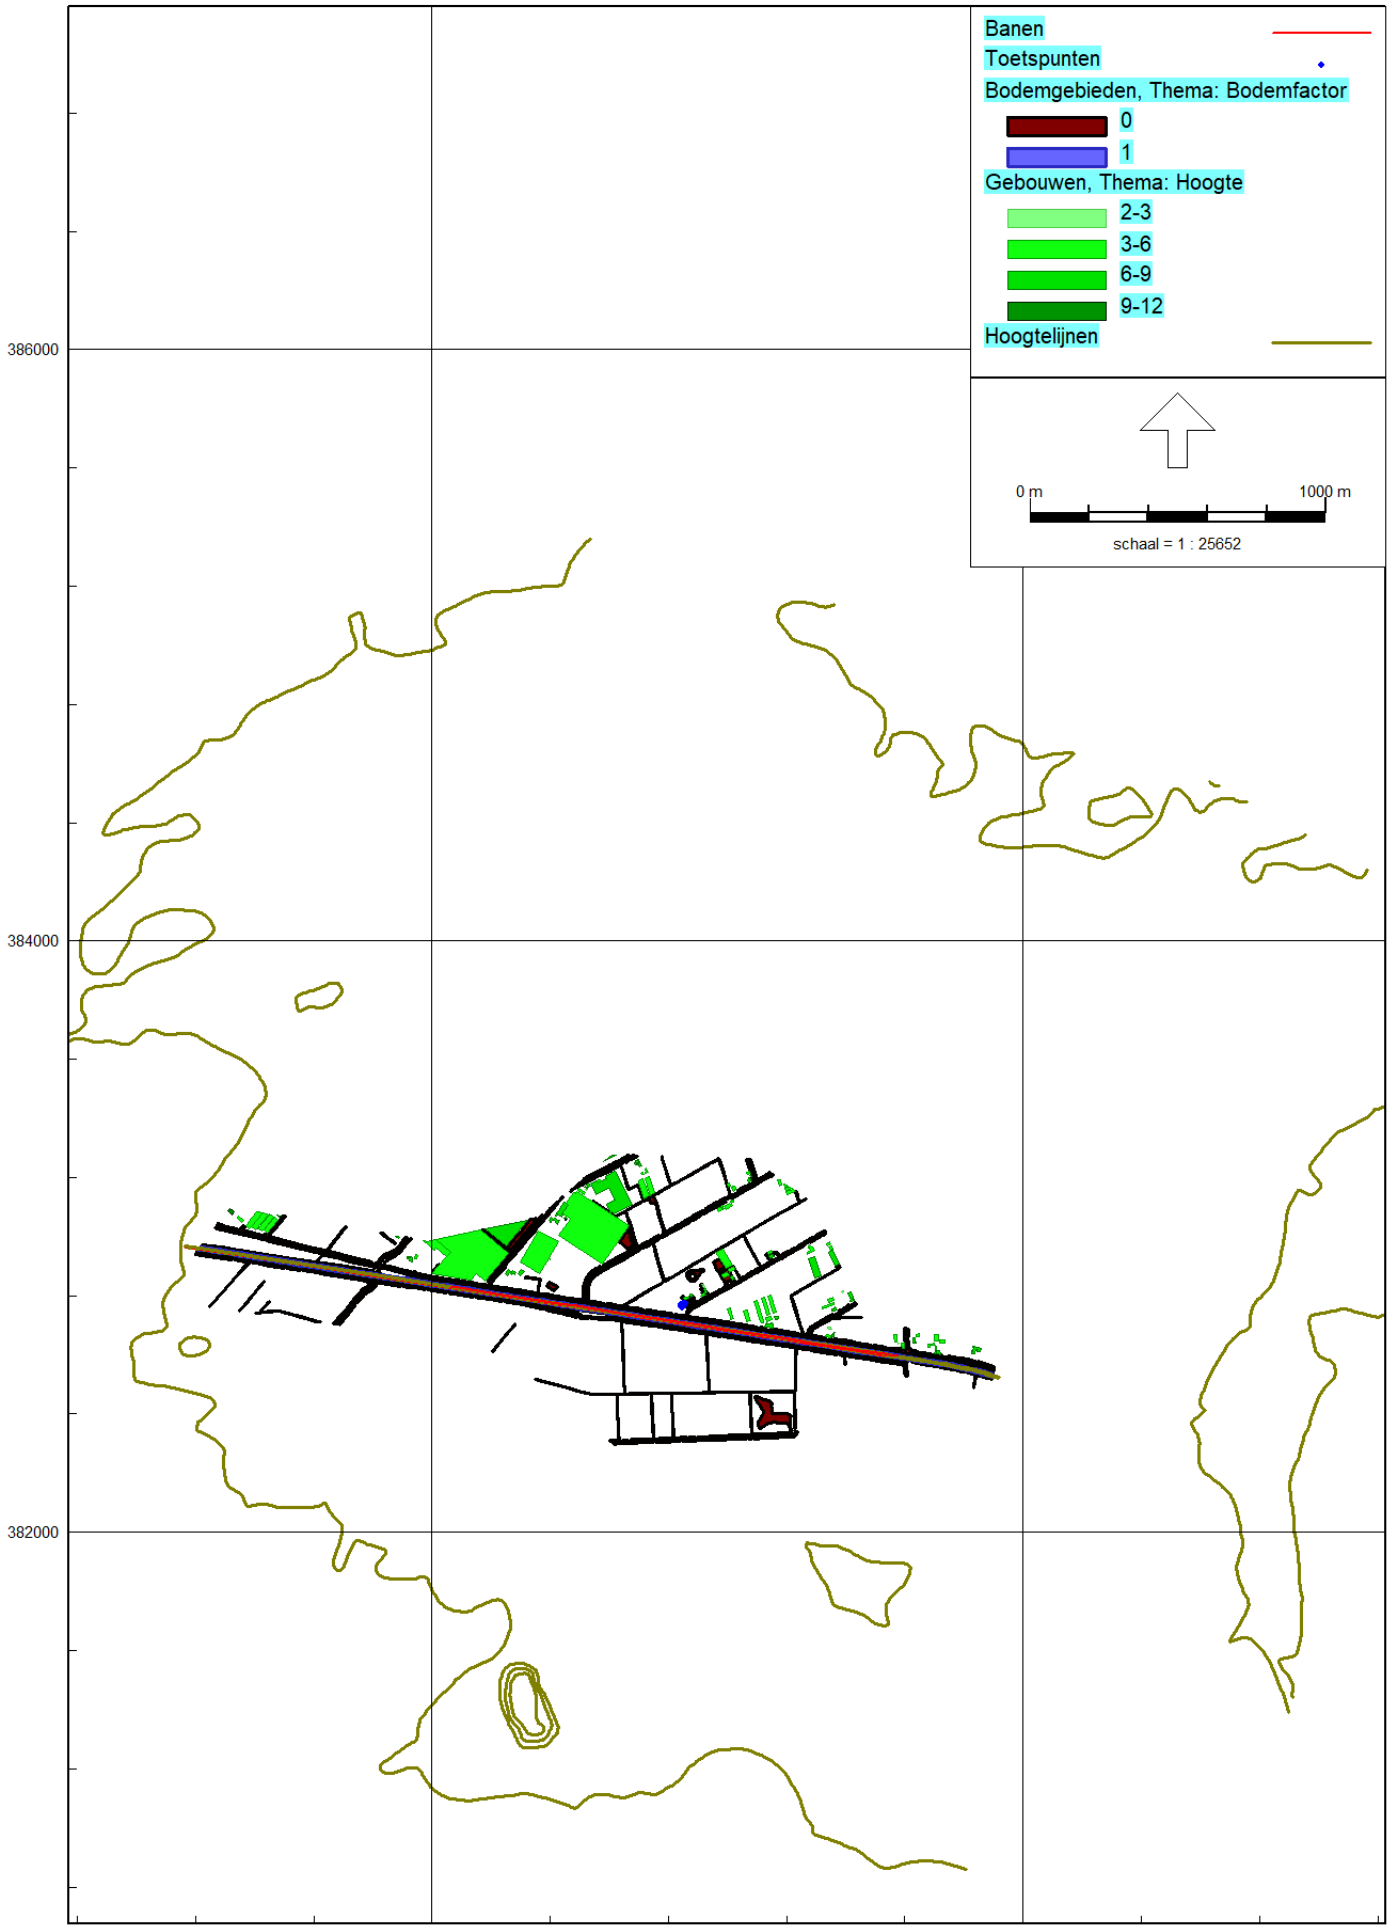 Banen
Toetspunten
Bodemgebieden, Thema: Bodemfactor
0
1
Gebouwen, Thema: Hoogte
2-3
3-6
6-9
9-12
Hoogtelijnen
0 m 1000 m
schaal = 1 : 25652
386000
384000
382000